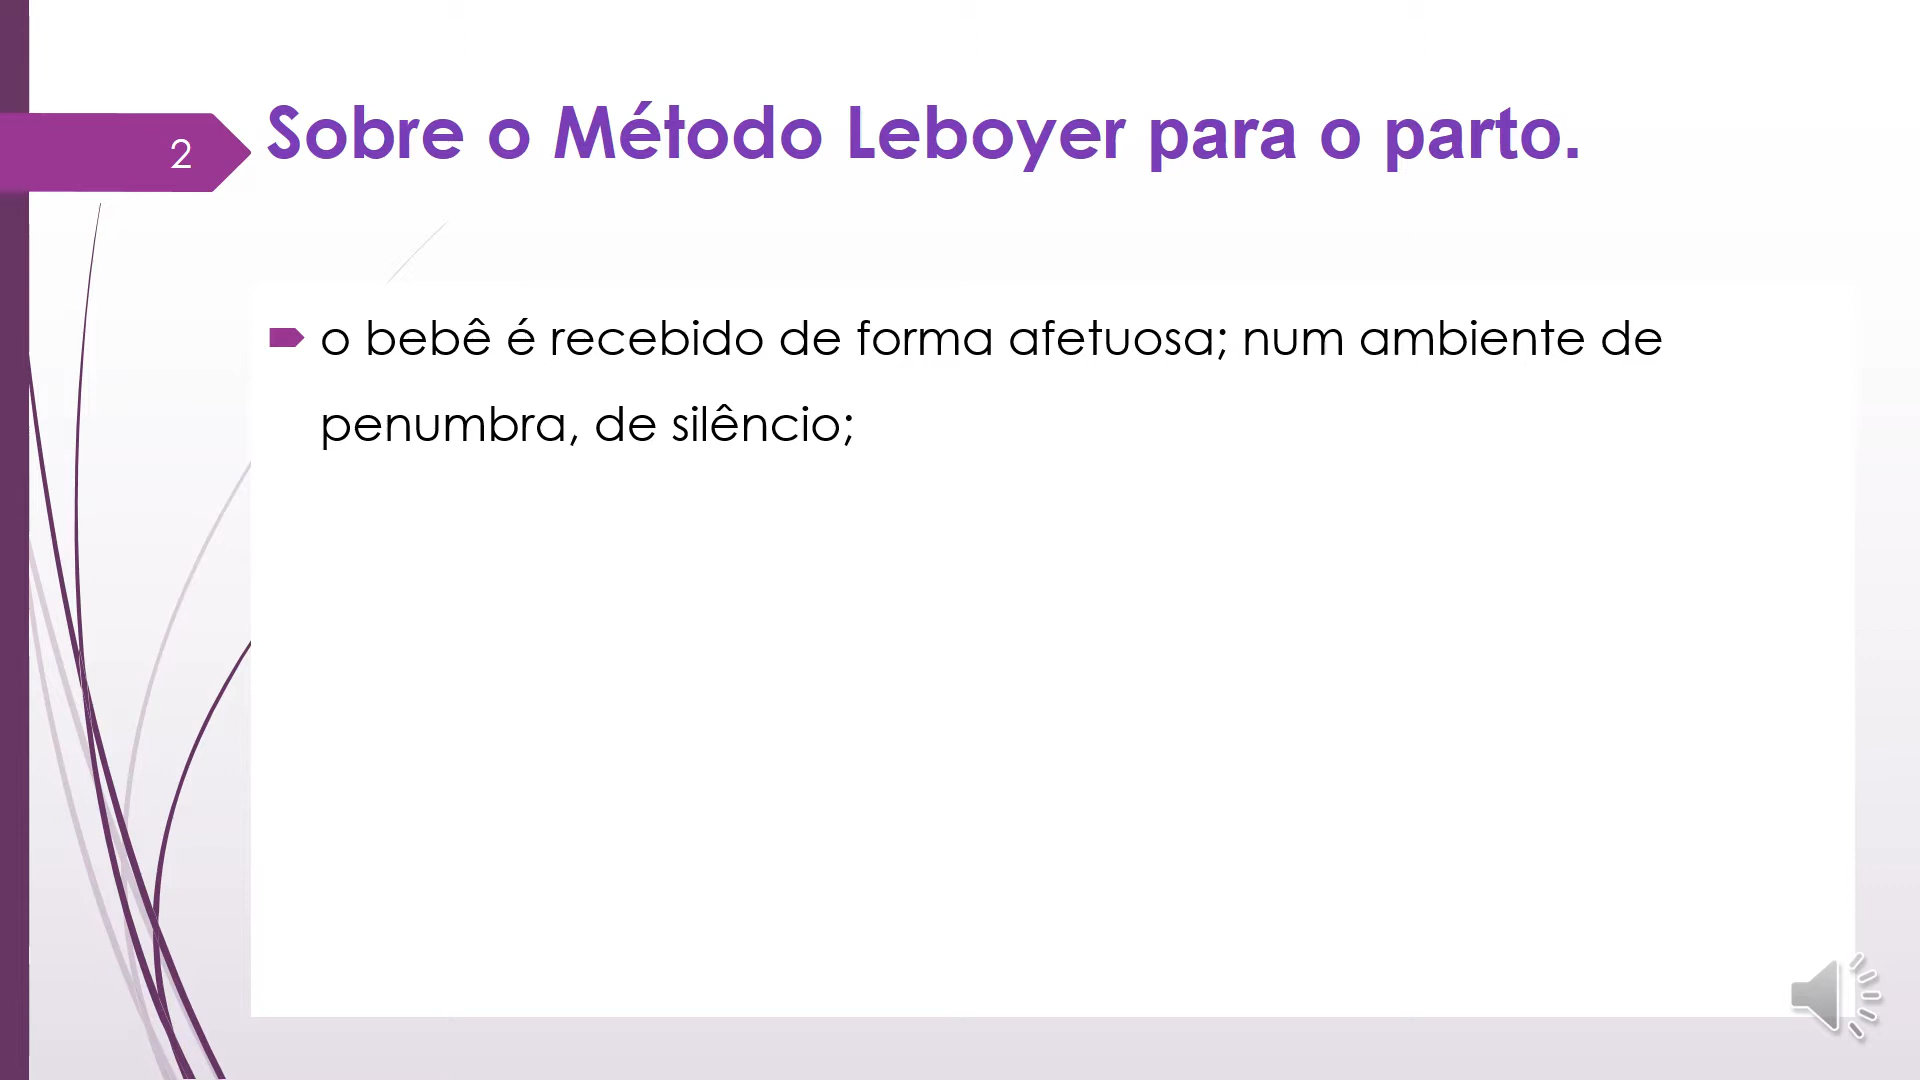 2
Sobre o Método Leboyer para o parto.
o bebê é recebido de forma afetuosa; num ambiente de
penumbra, de silêncio;